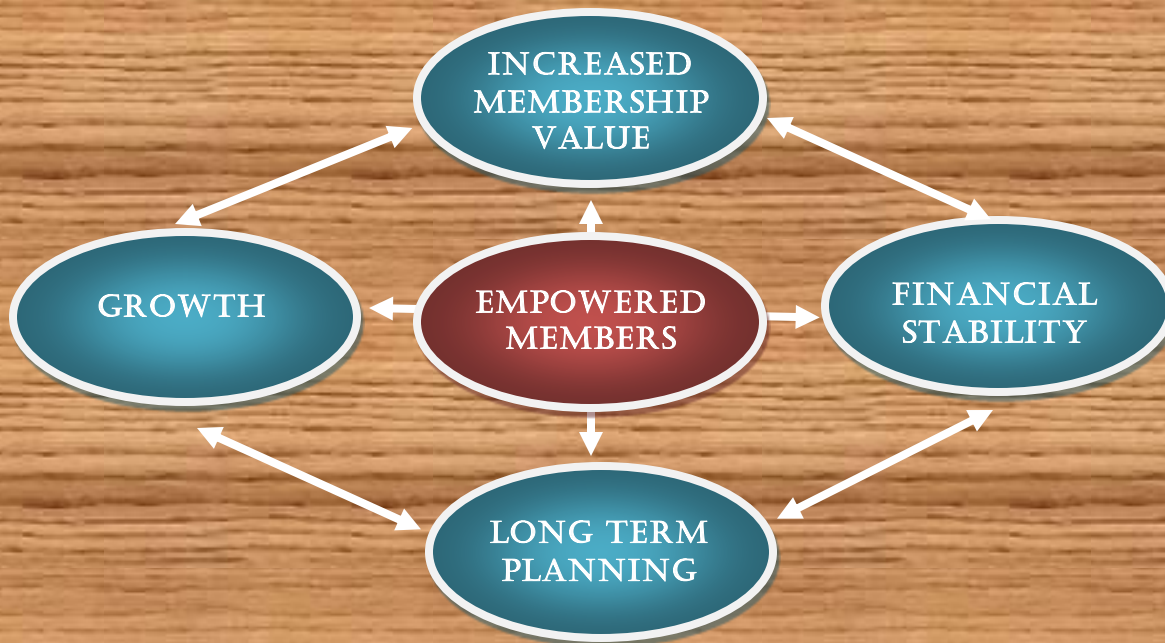 INCREASED
MEMBERSHIP
VALUE
GROWTH
EMPOWERED
MEMBERS
FINANCIAL
STABILITY
LONG TERM
PLANNING